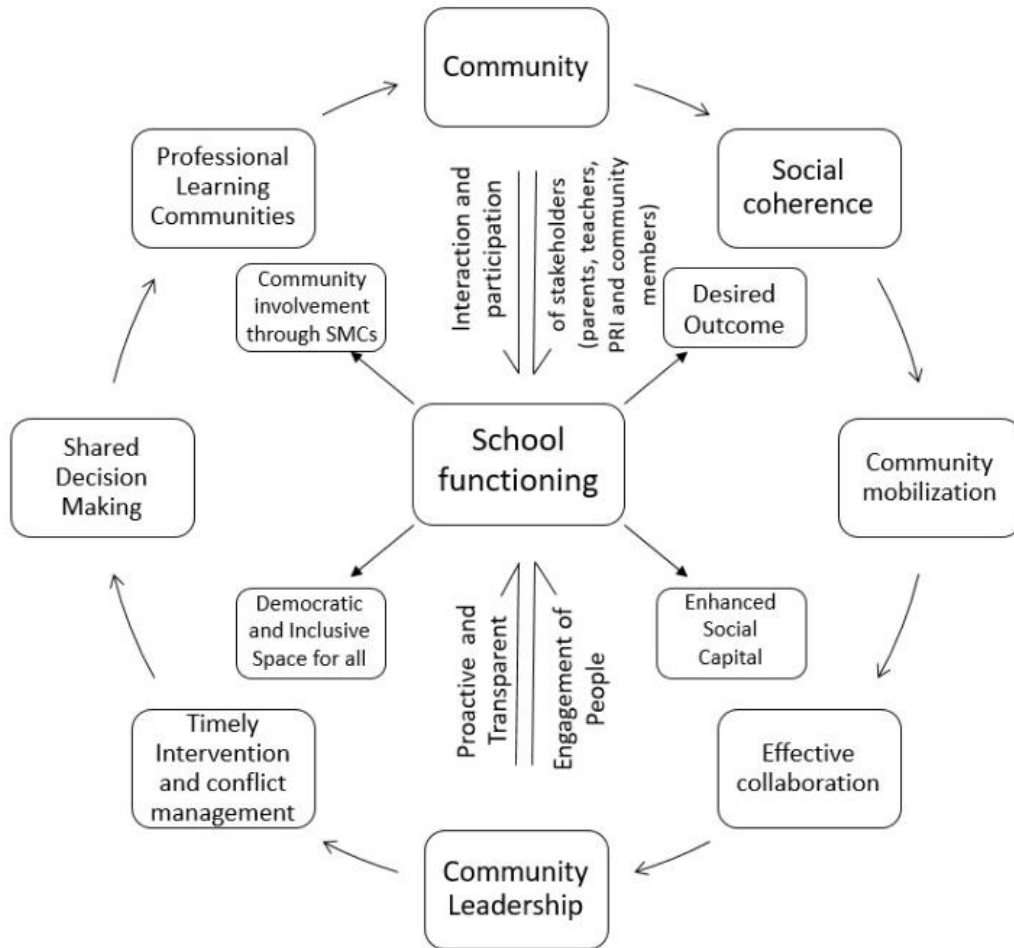 Community
Professional
Learning
Communities
Social
coherence
Interaction and
participation
of stakeholders
(parents, teachers,
PRI and community
members)
Community
involvement
through SMCs
Desired
Outcome
School
functioning
Shared
Decision
Making
Community
mobilization
Democratic
and Inclusive
Space for all
Proactive and
Transparent
Engagement of
People
Enhanced
Social
Capital
Timely
Intervention
and conflict
management
Effective
collaboration
Community
Leadership